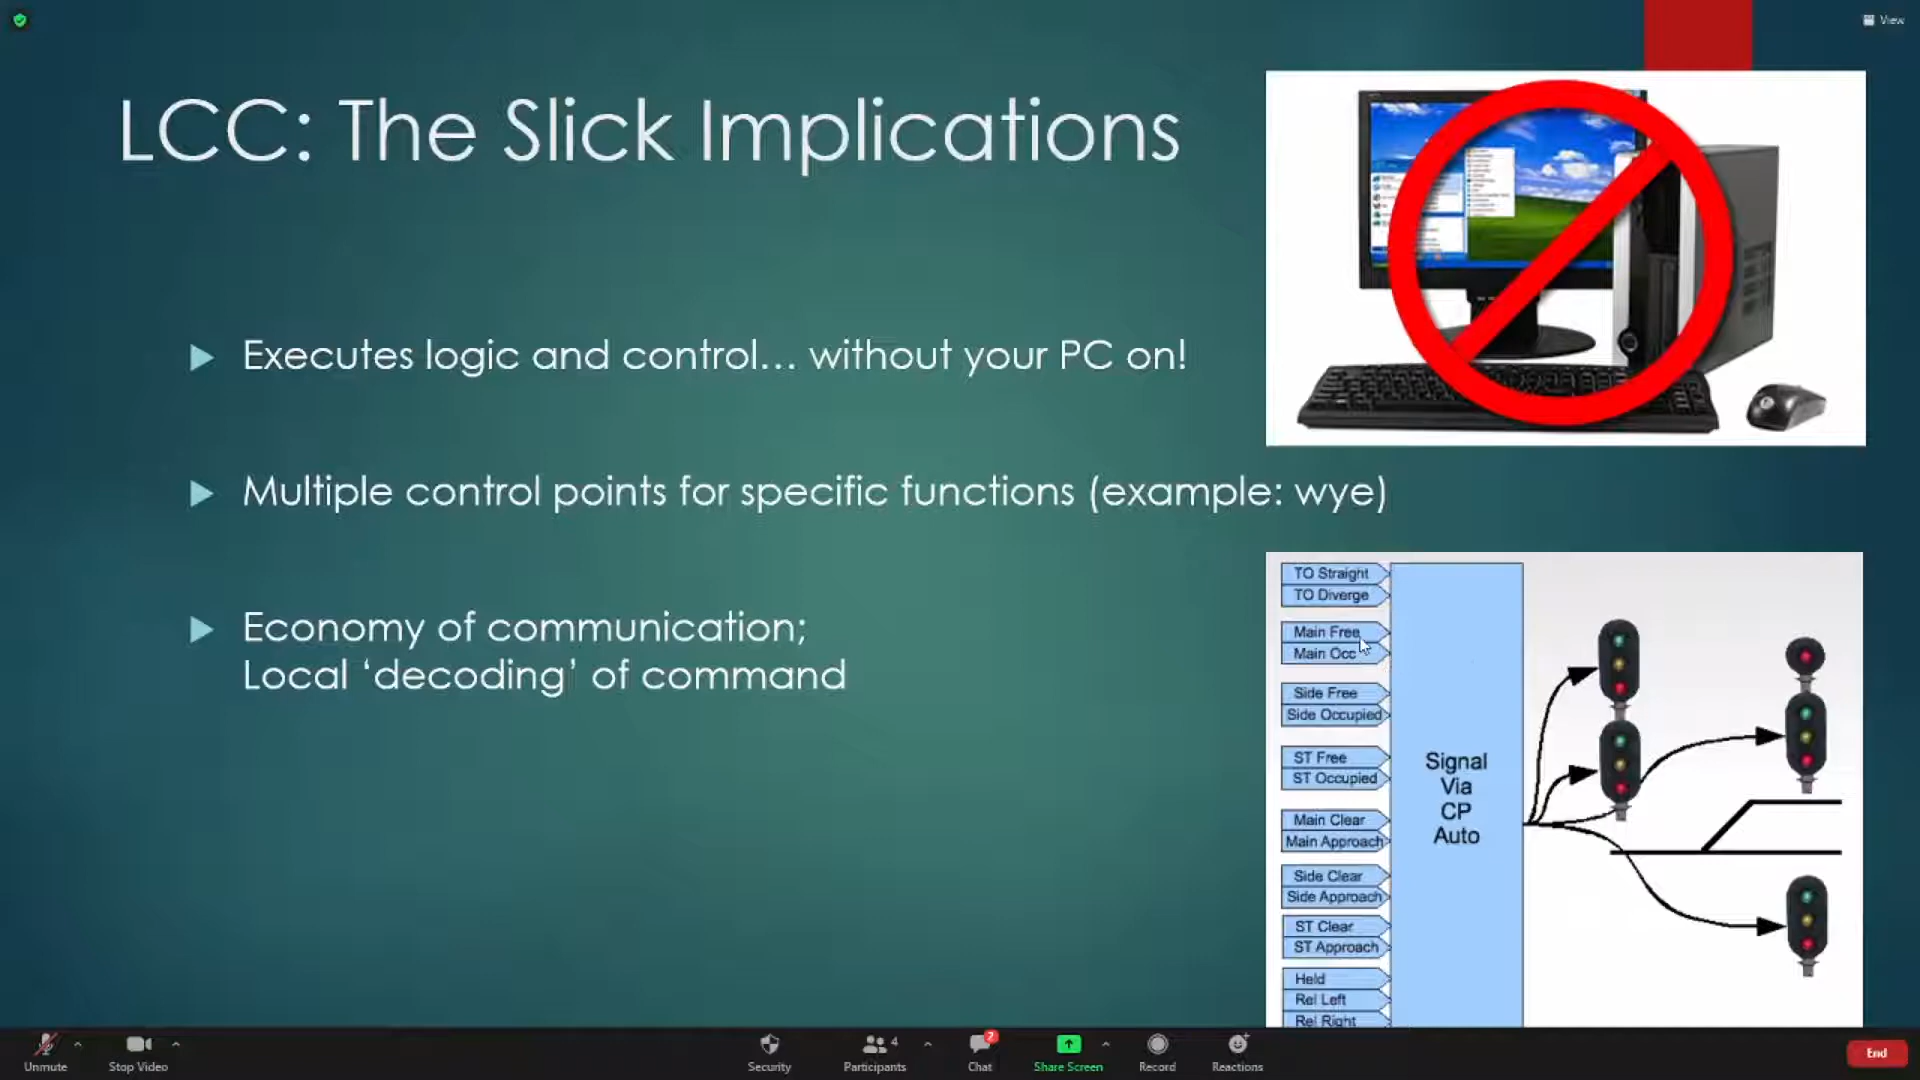 View
LCC: The Slick Implications
Executes logic and control... without your PC on!
Multiple control points for specific functions (example: wye)
Economy of communication;
Local ‘decoding’ of command
TO Straight
TO Diverge
Main Free
Main Occ
Side Free
Side Occupied
ST Free
ST Occupied
Main Clear
Main Approach
Side Clear
Side Approach
ST Clear
ST Approach
Held
Rel Left
Rel Right
Signal
Via
CP
Auto
Unmute
Stop Video
Security
4
Participants
Chat
Share Screen
Record
Reactions
End